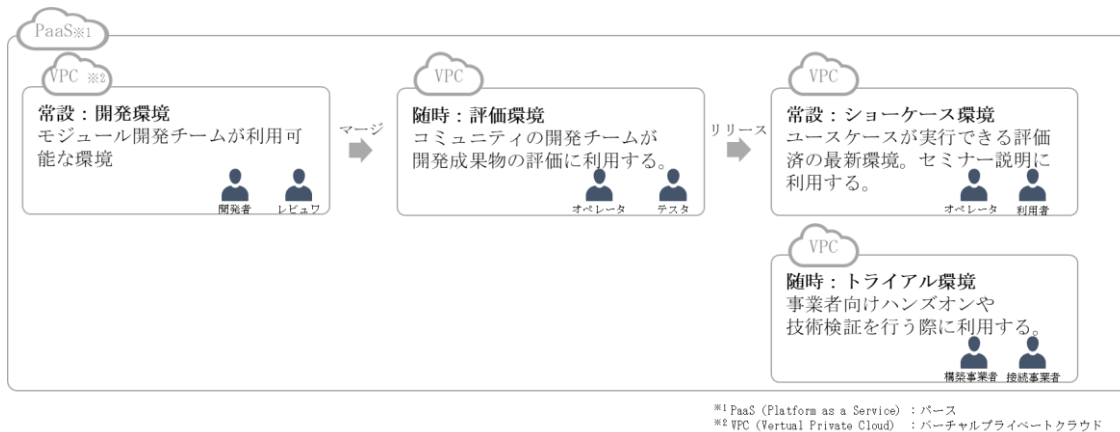 PaaS※1
VPC ※2
常設：開発環境
モジュール開発チームが利用可
能な環境
開発者
レビュワ
マージ
VPC
随時：評価環境
コミュニティの開発チームが
開発成果物の評価に利用する。
オペレータ
テスタ
リリース
VPC
常設：ショーケース環境
ユースケースが実行できる評価
済の最新環境。セミナー説明に
利用する。
オペレータ
利用者
VPC
随時：トライアル環境
事業者向けハンズオンや
技術検証を行う際に利用する。
構築事業者
接続事業者
※1 PaaS (Platform as a Service) ：パース
※2 VPC (Vertual Private Cloud) ：バーチャルプライベートクラウド